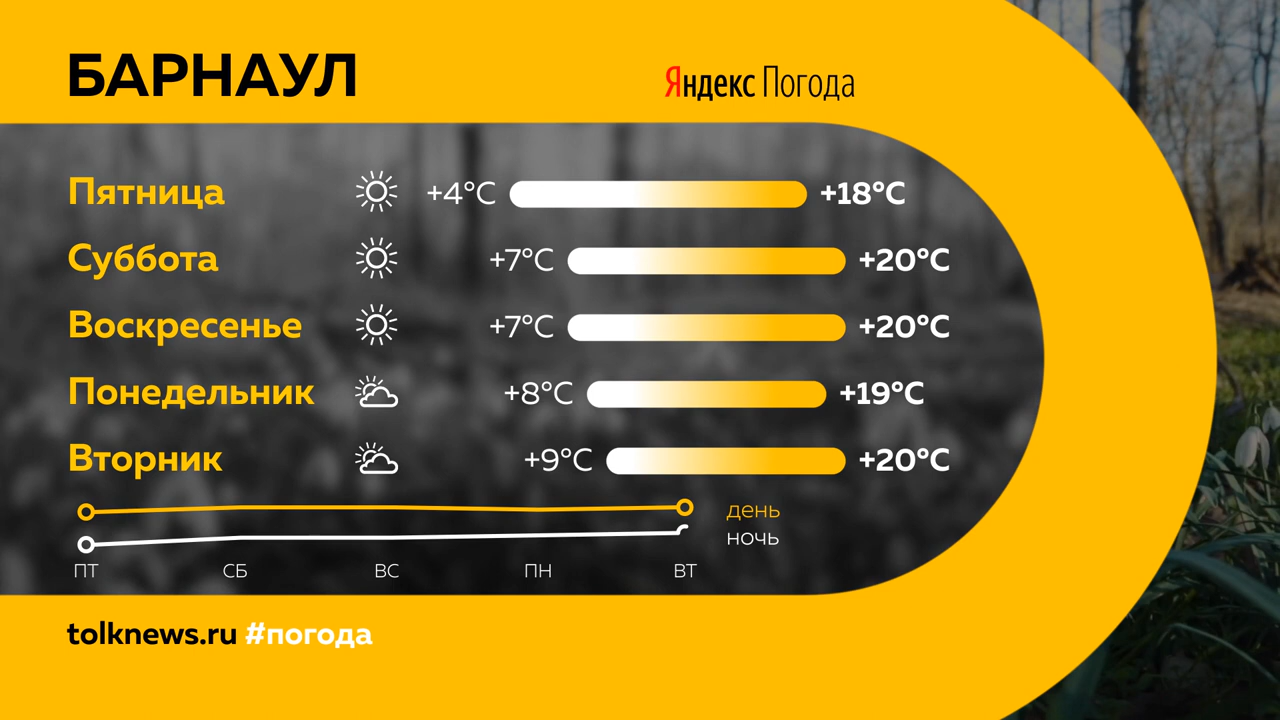 БАРНАУЛ
Яндекс Погода
Пятница +4°C +18°C
Суббота +7°C +20°C
Воскресенье +7°C +20°C
Понедельник +8°C +19°C
Вторник +9°C +20°C
день
ночь
ПТ СБ ВС ПН ВТ
tolknews.ru #погода